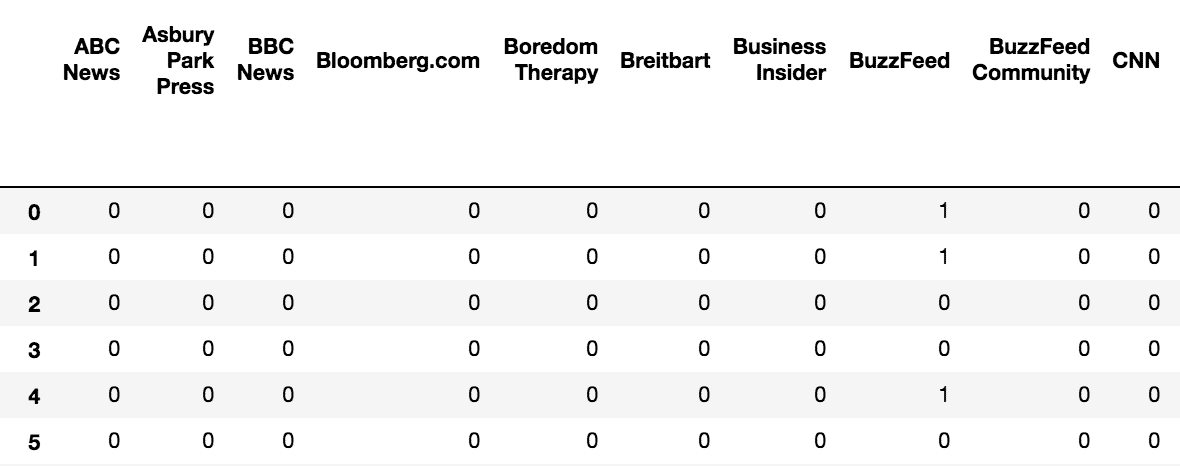 ABC News Asbury Park Press BBC News Bloomberg.com Boredom Therapy Breitbart Business Insider BuzzFeed BuzzFeed Community CNN
0 0 0 0 0 0 0 0 1 0 0
1 0 0 0 0 0 0 0 1 0 0
2 0 0 0 0 0 0 0 0 0 0
3 0 0 0 0 0 0 0 0 0 0
4 0 0 0 0 0 0 0 1 0 0
5 0 0 0 0 0 0 0 0 0 0